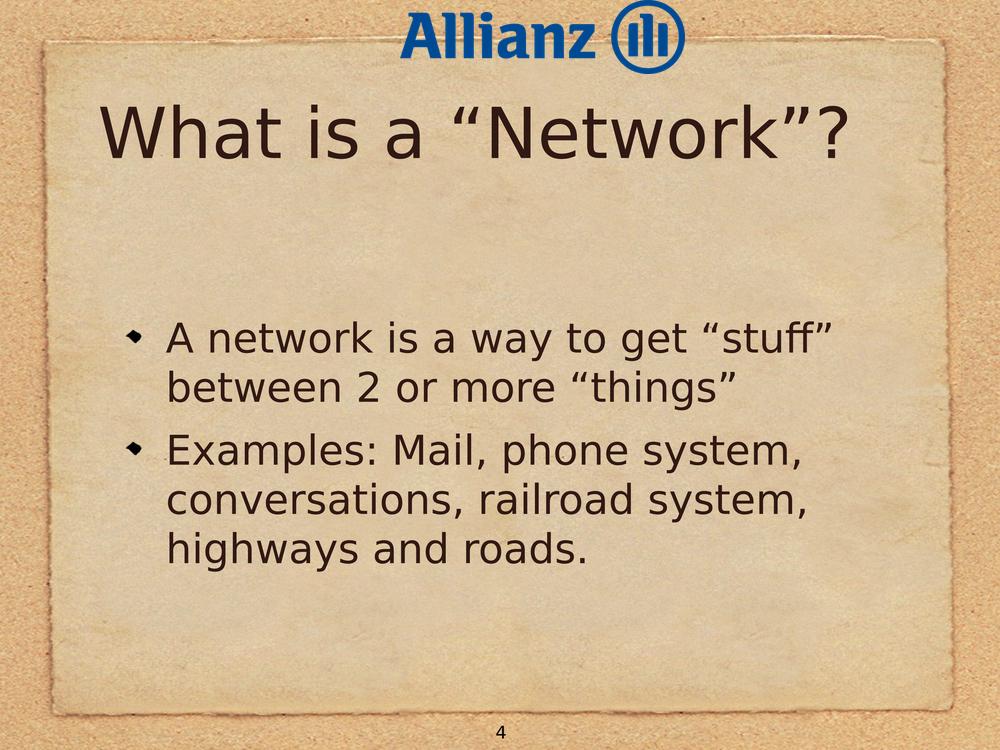 Allianz
What is a “Network”?
A network is a way to get “stuff”
between 2 or more “things”
Examples: Mail, phone system,
conversations, railroad system,
highways and roads.
4